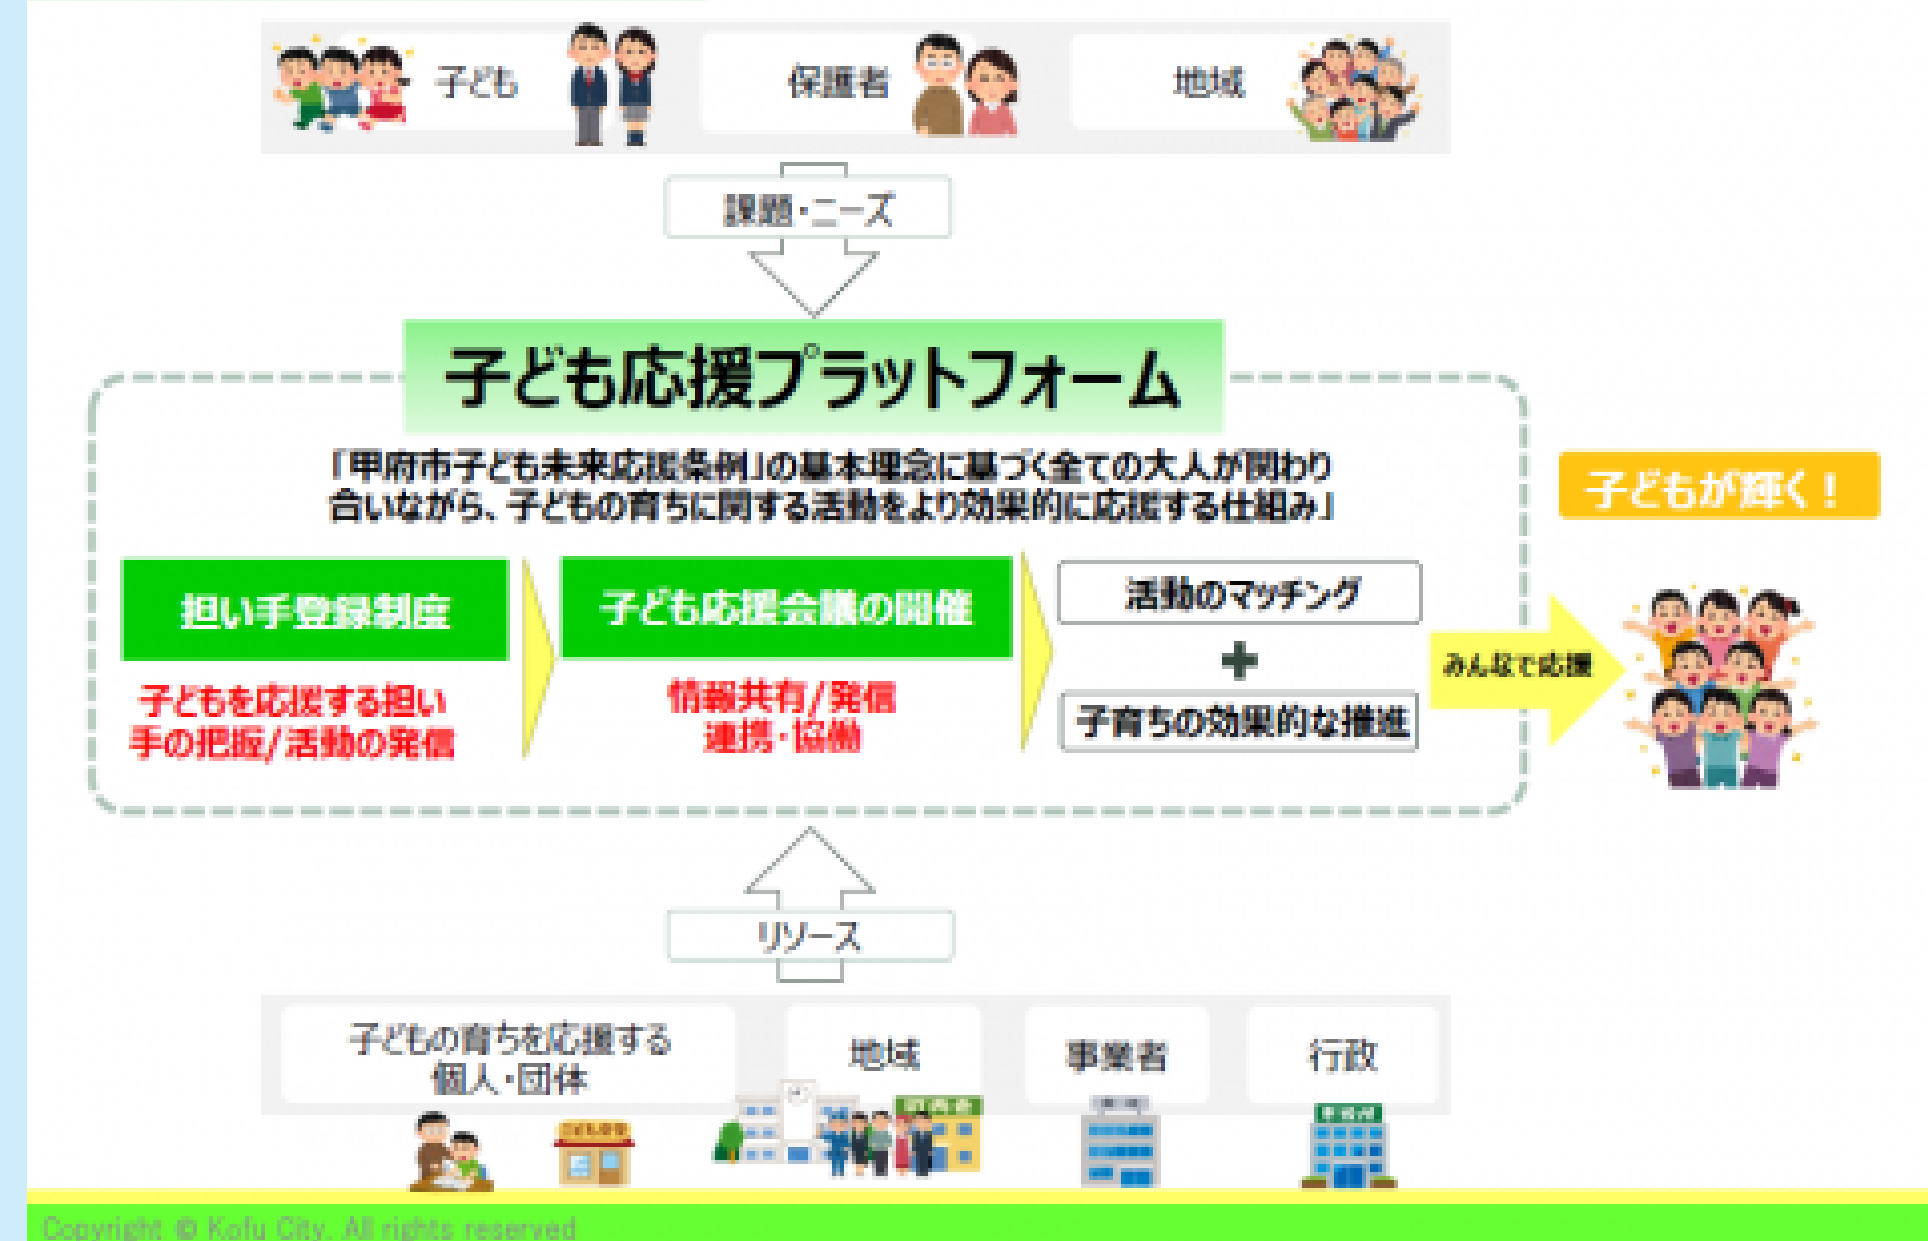 子ども
保護者
地域
課題・ニーズ
子ども応援プラットフォーム
「甲府市子ども未来応援条例」の基本理念に基づく全ての大人が関わり
合いながら、子どもの育ちに関する活動をより効果的に応援する仕組み」
子どもが輝く！
担い手登録制度
子どもを応援する担い
手の把握/活動の発信
子ども応援会議の開催
情報共有/発信
連携・協働
活動のマッチング
子育ちの効果的な推進
みんなで応援
リソース
子どもの育ちを応援する
個人・団体
地域
事業者
行政
Copyright © Kofu City. All rights reserved